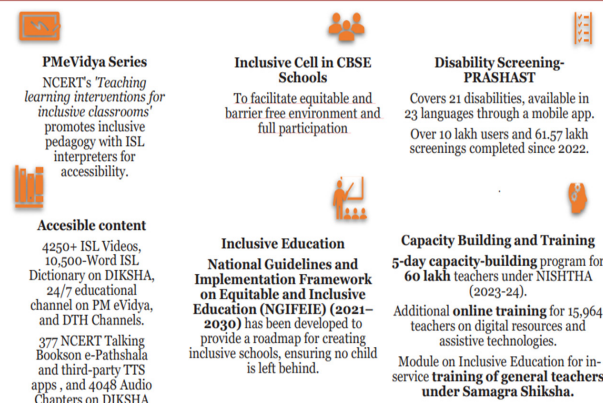 PMeVidya Series
NCERT's 'Teaching
learning interventions for
inclusive classrooms'
promotes inclusive
pedagogy with ISL
interpreters for
accessibility.
Inclusive Cell in CBSE
Schools
To facilitate equitable and
barrier free environment and
full participation
Disability Screening-
PRASHAST
Covers 21 disabilities, available in
23 languages through a mobile app.
Over 10 lakh users and 61.57 lakh
screenings completed since 2022.
Accesible content
4250+ ISL Videos,
10,500-Word ISL
Dictionary on DIKSHA,
24/7 educational
channel on PM eVidya,
and DTH Channels.
377 NCERT Talking
Bookson e-Pathshala
and third-party TTS
apps , and 4048 Audio
Chapters on DIKSHA
Inclusive Education
National Guidelines and
Implementation Framework
on Equitable and Inclusive
Education (NGIFEIE) (2021–
2030) has been developed to
provide a roadmap for creating
inclusive schools, ensuring no child
is left behind.
Capacity Building and Training
5-day capacity-building program for
60 lakh teachers under NISHTHA
(2023-24).
Additional online training for 15,964
teachers on digital resources and
assistive technologies.
Module on Inclusive Education for in-
service training of general teachers
under Samagra Shiksha.